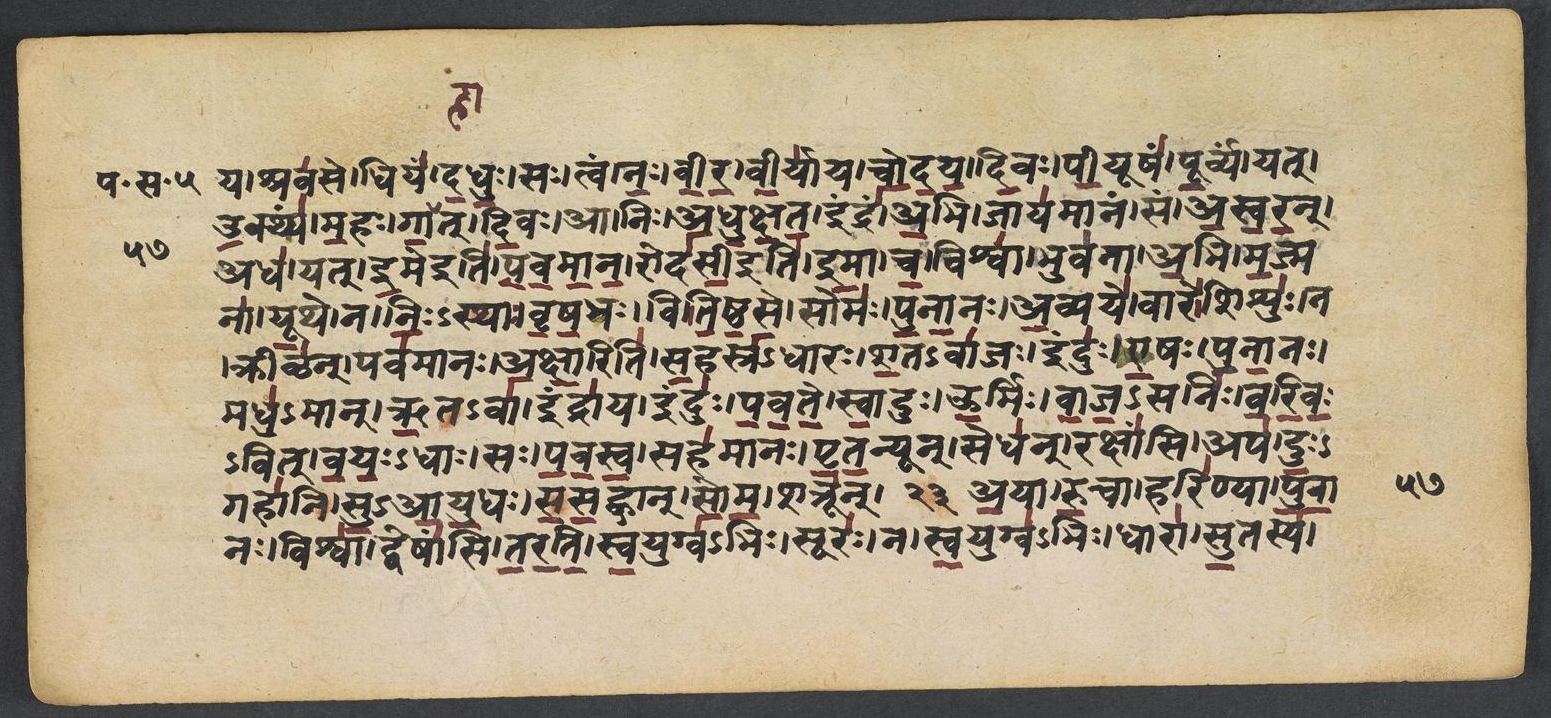 ह्रा
प॰स॰५ य।श्रवसे।धियं।दधुः।सः।त्वं।नः।वीर।वीर्याय।चोदय।दिवः।पीयूषं।पूर्व्यं।यत्।
उक्थ्यं।महः।गाहात्।दिवः।आ।निः।अधुक्षत।इंद्रं।अभि।जायमानं।सं।अस्वरन्।
५७ अध।यत्।इमेइति।पवमान।रोदसीइति।इमा।च।विश्वा।भुवना।अभि।मज्म
ना।यूथे।न।निःऽस्थाः।वृषभः।वि।तिष्ठसे।सोमः।पुनानः।अव्यये।वारे।शिशुः।न
।क्रीळन्।पवमानः।अक्षारिति।सहस्रऽधारः।शतऽवाजः।इंदुः।एषः।पुनानः।
मधुऽमान्।ऋतऽवा।इंद्राय।इंदुः।पवते।स्वादुः।ऊर्मिः।वाजऽसनिः।वरिवः
ऽवित्।वयःऽधाः।सः।पवस्व।सहमानः।पृतन्यून्।सेधन्।रक्षांसि।अप।दुःऽ
गहानि।सुऽआयुधः।ससह्वान्।सोम।शत्रून्। २३ अया।रुचा।हरिण्या।पुना ५७
नः।विश्वा।द्वेषांसि।तरति।स्वयुग्वऽभिः।सूरः।न।स्वयुग्वऽभिः।धारा।सुतस्य।